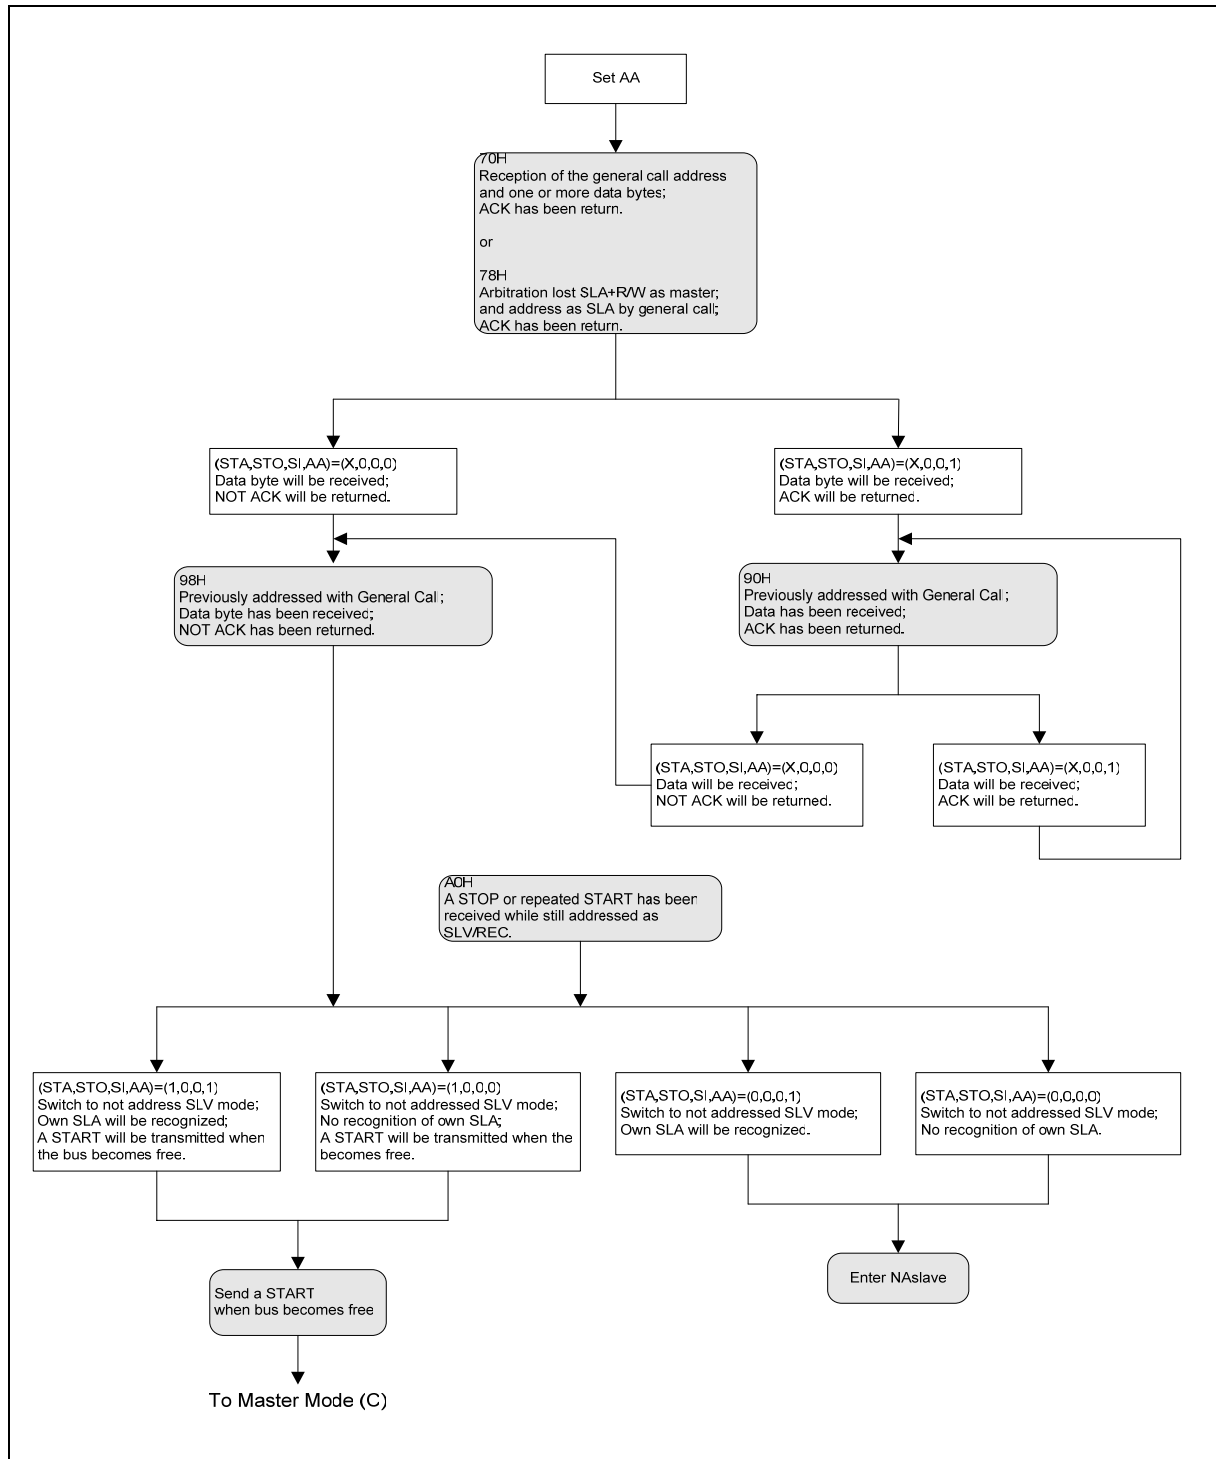 Set AA
70H
Reception of the general call address
and one or more data bytes;
ACK has been return.
or
78H
Arbitration lost SLA+R/W as master;
and address as SLA by general call;
ACK has been return.
(STA,STO,SI,AA)=(X,0,0,0)
Data byte will be received;
NOT ACK will be returned.
(STA,STO,SI,AA)=(X,0,0,1)
Data byte will be received;
ACK will be returned.
98H
Previously addressed with General Call;
Data byte has been received;
NOT ACK has been returned.
90H
Previously addressed with General Call;
Data has been received;
ACK has been returned.
(STA,STO,SI,AA)=(X,0,0,0)
Data will be received;
NOT ACK will be returned.
(STA,STO,SI,AA)=(X,0,0,1)
Data will be received;
ACK will be returned.
A0H
A STOP or repeated START has been
received while still addressed as
SLV/REC.
(STA,STO,SI,AA)=(1,0,0,1)
Switch to not address SLV mode;
Own SLA will be recognized;
A START will be transmitted when
the bus becomes free.
(STA,STO,SI,AA)=(1,0,0,0)
Switch to not addressed SLV mode;
No recognition of own SLA;
A START will be transmitted when the
becomes free.
(STA,STO,SI,AA)=(0,0,0,1)
Switch to not addressed SLV mode;
Own SLA will be recognized.
(STA,STO,SI,AA)=(0,0,0,0)
Switch to not addressed SLV mode;
No recognition of own SLA.
Send a START
when bus becomes free
Enter NAslave
To Master Mode (C)